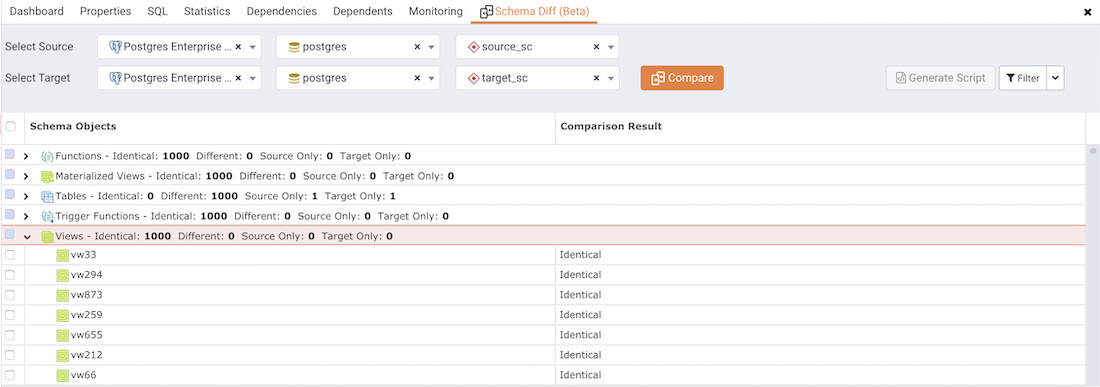 Dashboard Properties SQL Statistics Dependencies Dependents Monitoring Schema Diff (Beta)
Select Source Postgres Enterprise ... postgres source_sc
Select Target Postgres Enterprise ... postgres target_sc Compare Generate Script Filter
Schema Objects Comparison Result
Functions - Identical: 1000 Different: 0 Source Only: 0 Target Only: 0
Materialized Views - Identical: 1000 Different: 0 Source Only: 0 Target Only: 0
Tables - Identical: 0 Different: 1000 Source Only: 1 Target Only: 1
Trigger Functions - Identical: 1000 Different: 0 Source Only: 0 Target Only: 0
Views - Identical: 1000 Different: 0 Source Only: 0 Target Only: 0
vw33 Identical
vw294 Identical
vw873 Identical
vw259 Identical
vw655 Identical
vw212 Identical
vw66 Identical